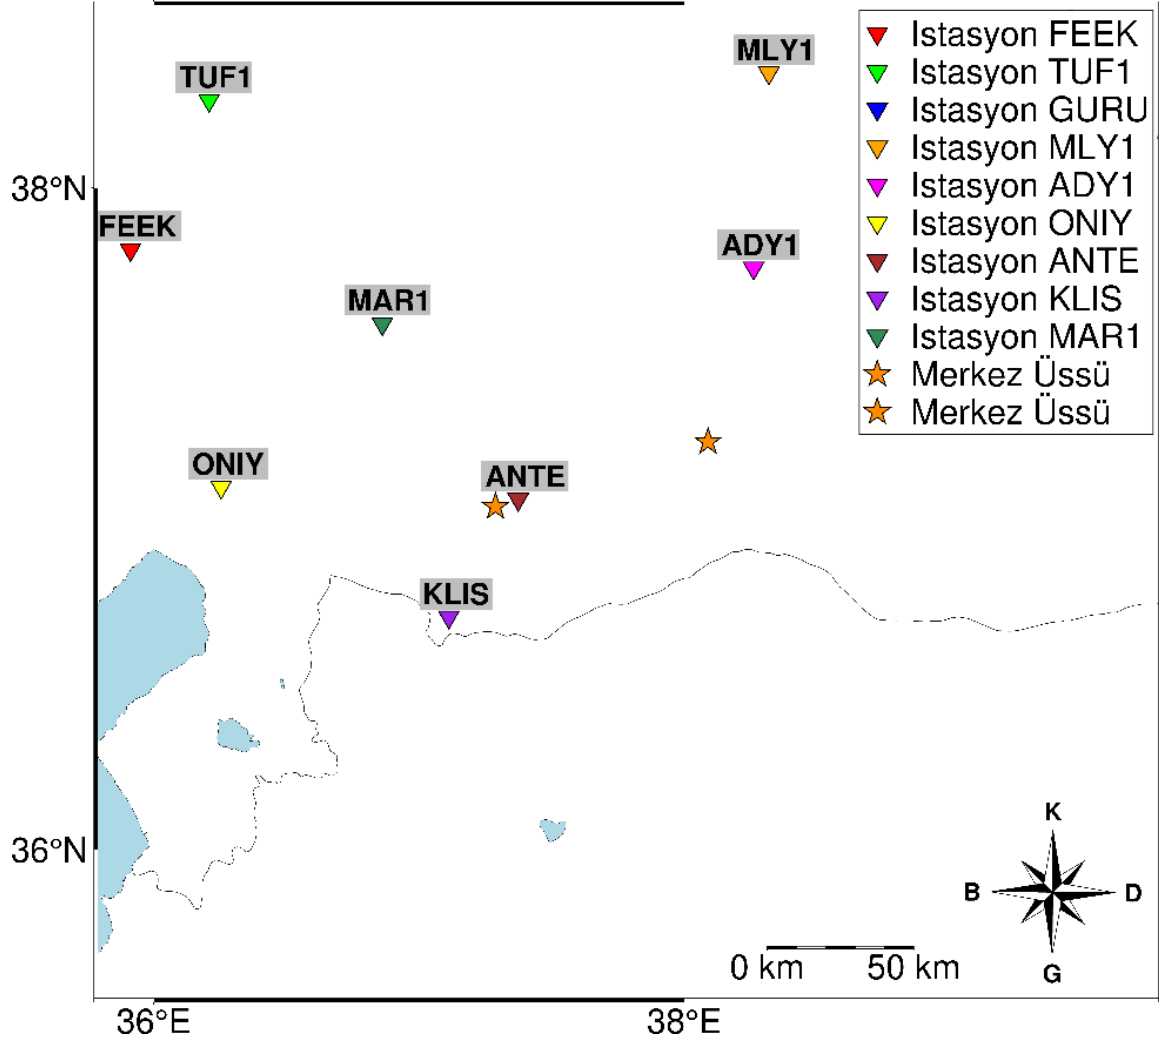 MLY1
TUF1
38°N
FEEK
ADY1
MAR1
ONIY
ANTE
KLIS
36°N
36°E
38°E
Istasyon FEEK
Istasyon TUF1
Istasyon GURU
Istasyon MLY1
Istasyon ADY1
Istasyon ONIY
Istasyon ANTE
Istasyon KLIS
Istasyon MAR1
Merkez Üssü
Merkez Üssü
K
B
D
G
0 km
50 km